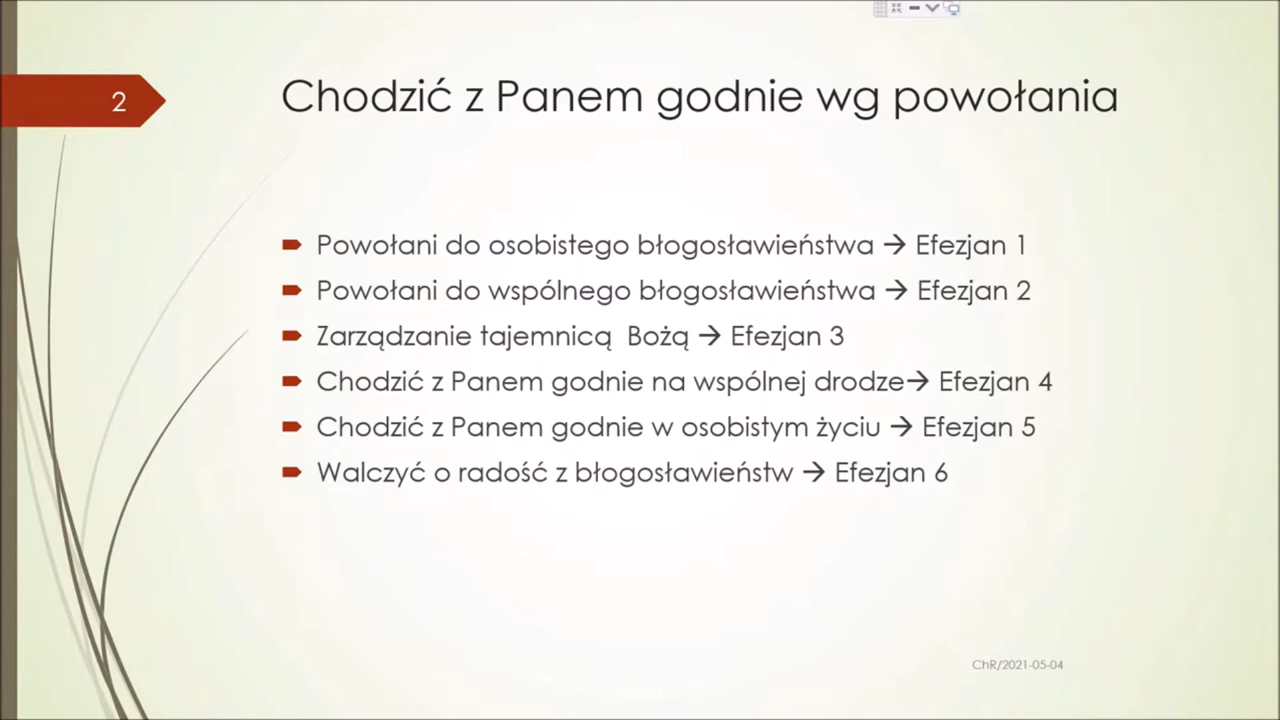 2
Chodzić z Panem godnie wg powołania
Powołani do osobistego błogosławieństwa → Efezjan 1
Powołani do wspólnego błogosławieństwa → Efezjan 2
Zarządzanie tajemnicą  Bożą → Efezjan 3
Chodzić z Panem godnie na wspólnej drodze→ Efezjan 4
Chodzić z Panem godnie w osobistym życiu → Efezjan 5
Walczyć o radość z błogosławieństw → Efezjan 6
ChR/2021-05-04